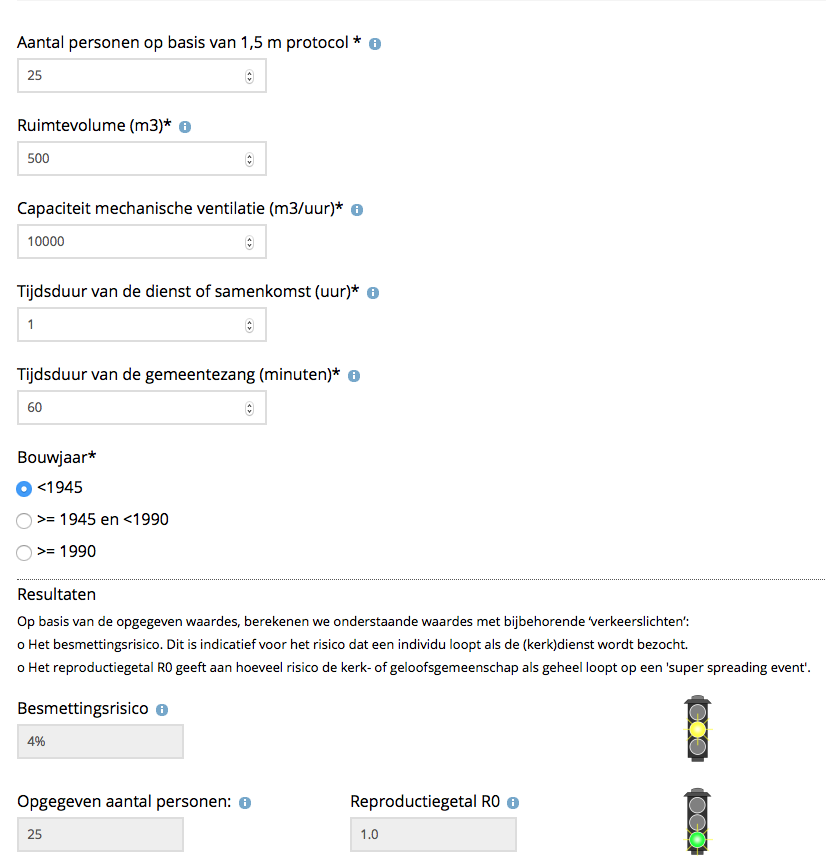 Aantal personen op basis van 1,5 m protocol *
25
Ruimtevolume (m3)*
500
Capaciteit mechanische ventilatie (m3/uur)*
10000
Tijdsduur van de dienst of samenkomst (uur)*
1
Tijdsduur van de gemeentezang (minuten)*
60
Bouwjaar*
<1945
>= 1945 en <1990
>= 1990
Resultaten
Op basis van de opgegeven waardes, berekenen we onderstaande waardes met bijbehorende ‘verkeerslichten’:
o Het besmettingsrisico. Dit is indicatief voor het risico dat een individu loopt als de (kerk)dienst wordt bezocht.
o Het reproductiegetal R0 geeft aan hoeveel risico de kerk- of geloofsgemeenschap als geheel loopt op een 'super spreading event'.
Besmettingsrisico
4%
Opgegeven aantal personen: Reproductiegetal R0
25 1.0